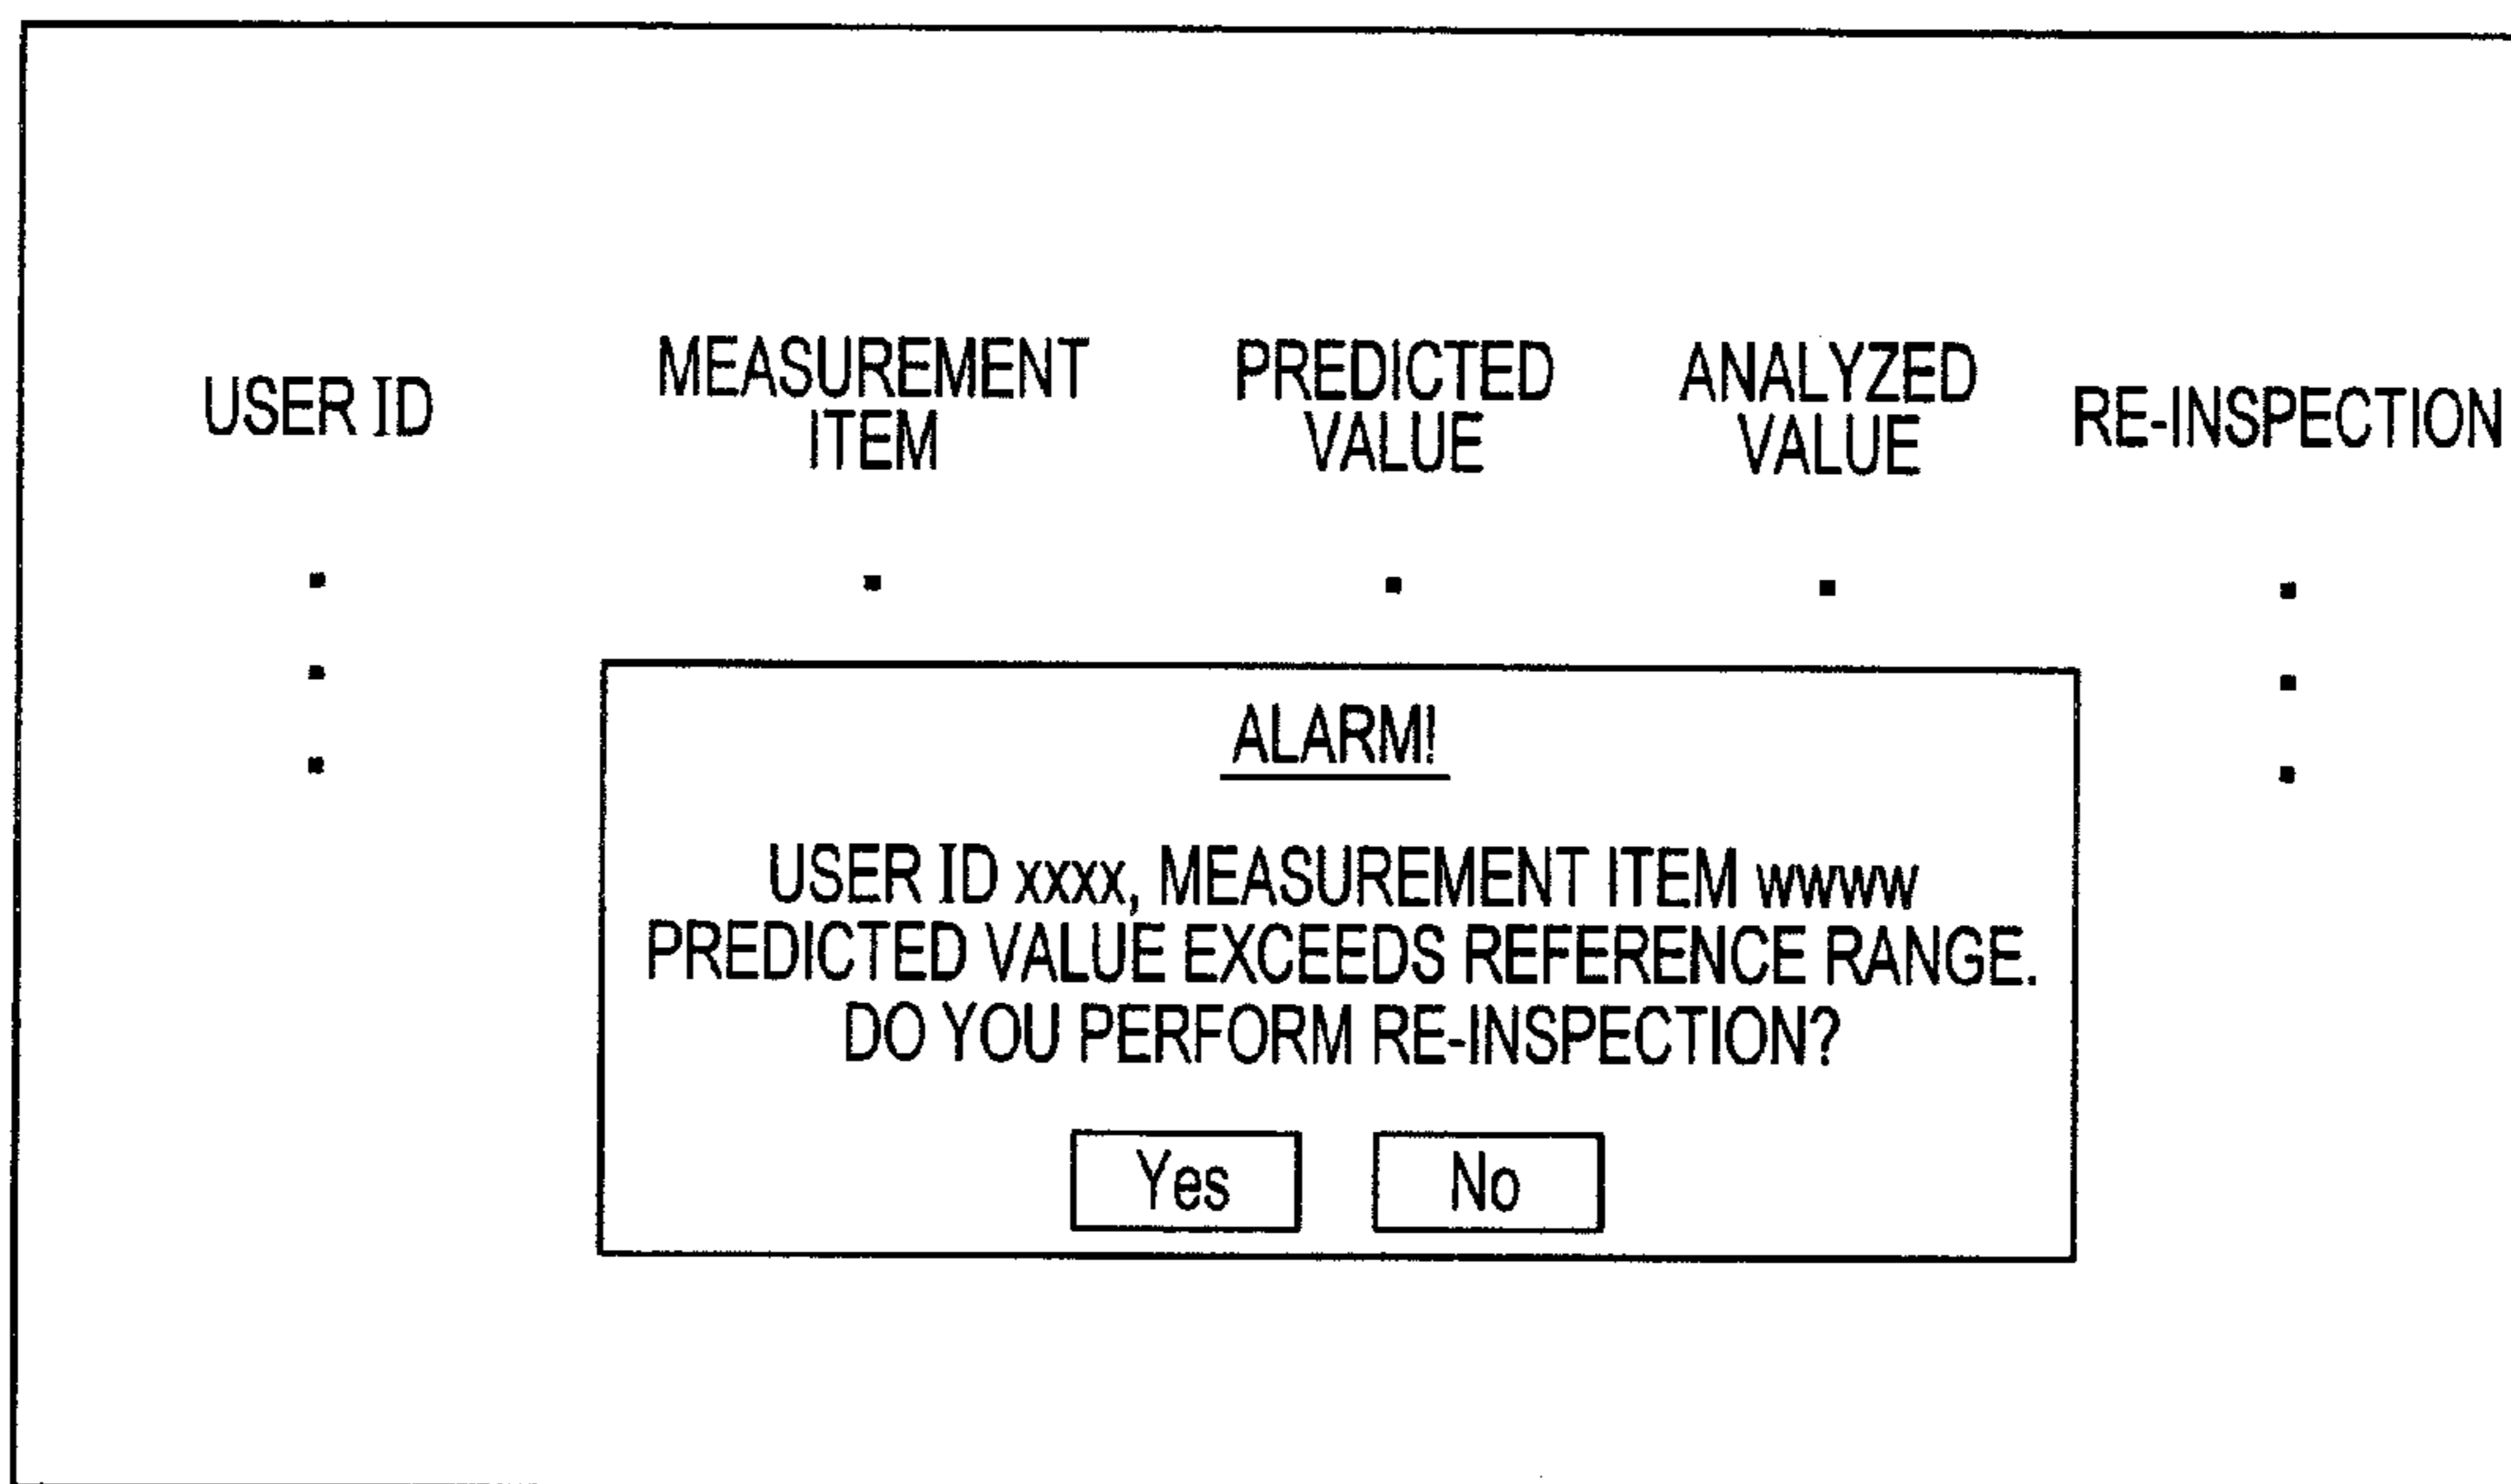 USER ID
MEASUREMENT
ITEM
PREDICTED
VALUE
ANALYZED
VALUE
RE-INSPECTION
ALARM!
USER ID xxxx, MEASUREMENT ITEM wwww
PREDICTED VALUE EXCEEDS REFERENCE RANGE.
DO YOU PERFORM RE-INSPECTION?
Yes
No